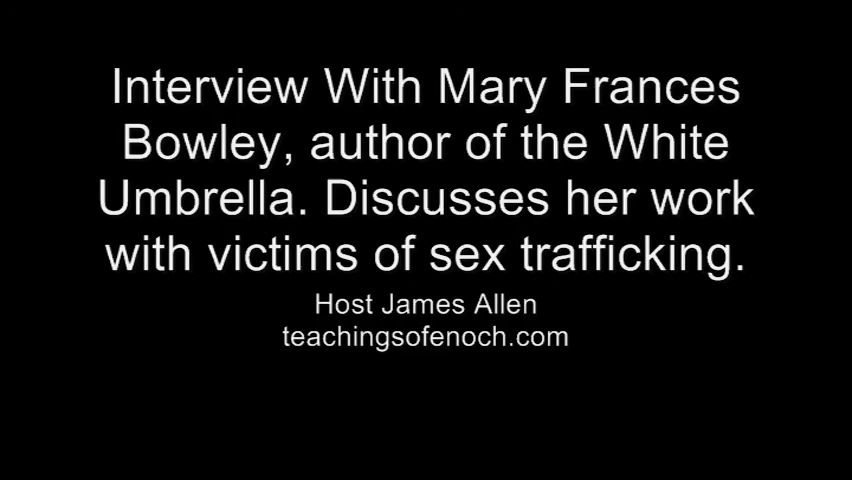 Interview With Mary Frances
Bowley, author of the White
Umbrella. Discusses her work
with victims of sex trafficking.
Host James Allen
teachingsofenoch.com